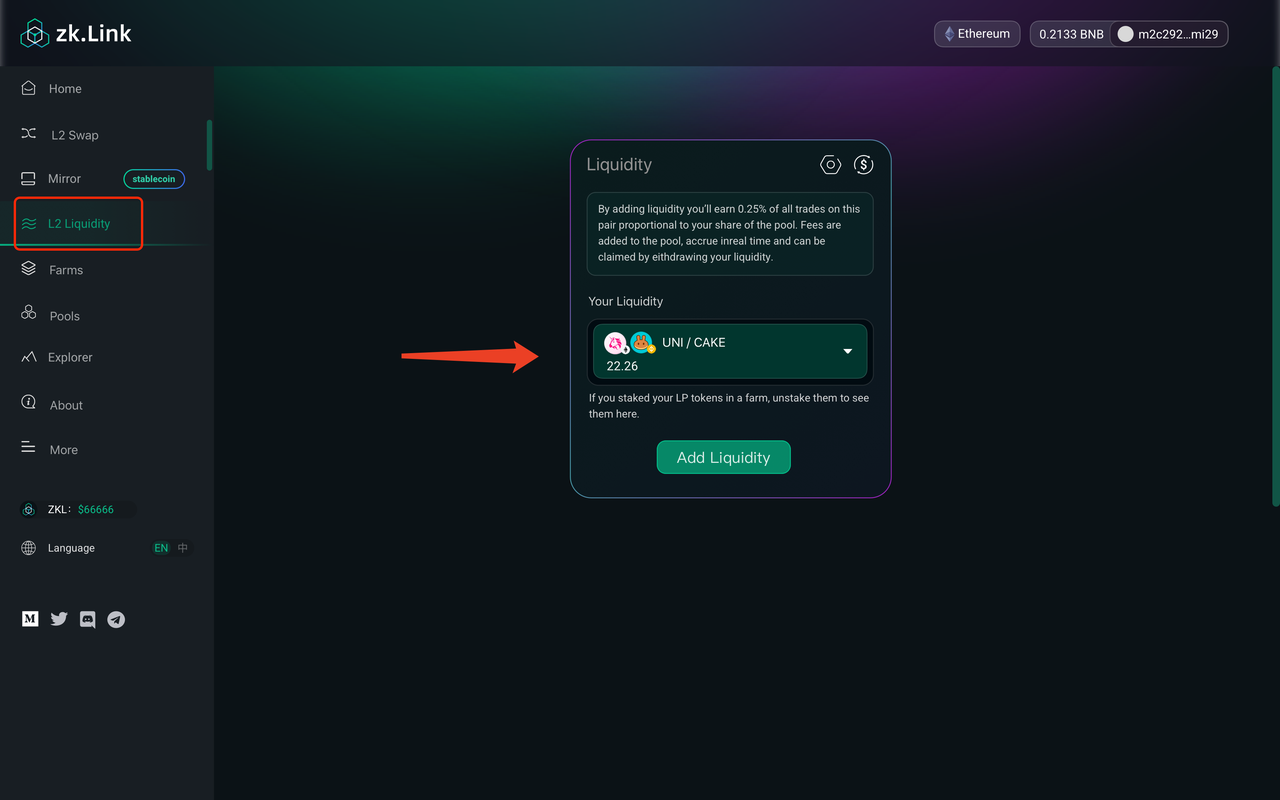 zk.Link
Ethereum
0.2133 BNB
m2c292...mi29
Home
L2 Swap
Mirror
stablecoin
L2 Liquidity
Farms
Pools
Explorer
About
More
ZKL: $66666
Language
EN 中
M
Liquidity
By adding liquidity you'll earn 0.25% of all trades on this
pair proportional to your share of the pool. Fees are
added to the pool, accrue inreal time and can be
claimed by eithdrawing your liquidity.
Your Liquidity
UNI / CAKE
22.26
If you staked your LP tokens in a farm, unstake them to see
them here.
Add Liquidity